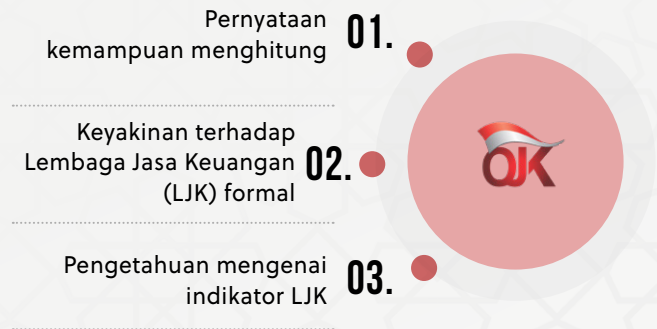 Pernyataan
kemampuan menghitung
01.
Keyakinan terhadap
Lembaga Jasa Keuangan
(LJK) formal
02.
Pengetahuan mengenai
indikator LJK
03.
OJK